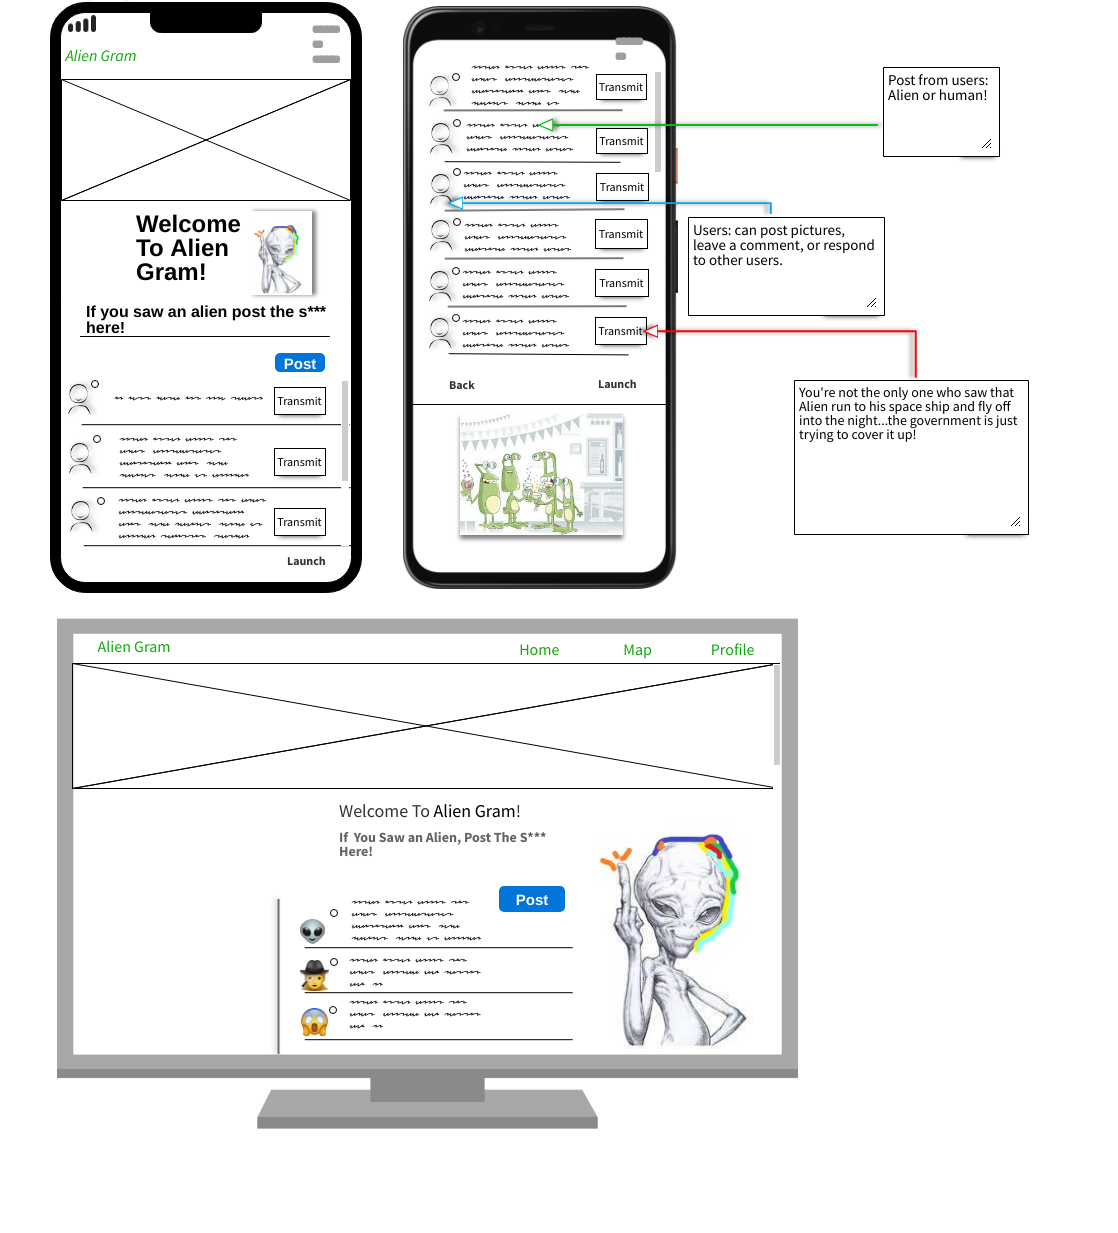 Alien Gram
Welcome
To Alien
Gram!
If you saw an alien post the s***
here!
Post
Transmit
Transmit
Transmit
Launch
Transmit
Transmit
Transmit
Transmit
Transmit
Transmit
Back
Launch
Post from users:
Alien or human!
Users: can post pictures,
leave a comment, or respond
to other users.
You're not the only one who saw that
Alien run to his space ship and fly off
into the night...the government is just
trying to cover it up!
Alien Gram
Home
Map
Profile
Welcome To Alien Gram!
If You Saw an Alien, Post The S***
Here!
Post